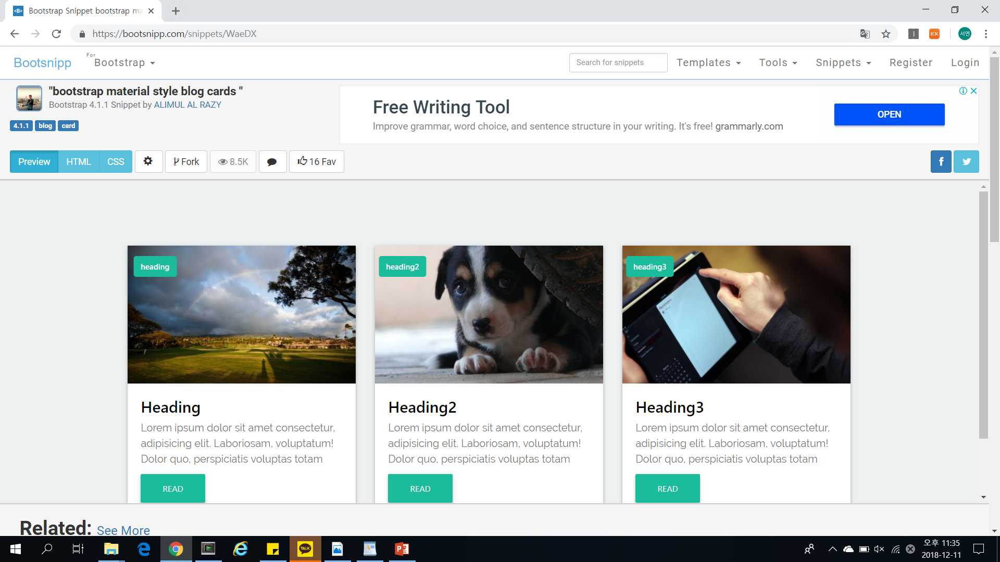 Bootstrap Snippet bootstrap ma
https://bootsnipp.com/snippets/WaeDX
EX
서연
Bootsnipp
For
Bootstrap
Search for snippets
Templates
Tools
Snippets
Register
Login
"bootstrap material style blog cards "
Bootstrap 4.1.1 Snippet by ALIMUL AL RAZY
4.1.1 blog card
Free Writing Tool
Improve grammar, word choice, and sentence structure in your writing. It's free! grammarly.com
OPEN
Preview HTML CSS
Fork
8.5K
16 Fav
heading
heading2
heading3
Heading
Lorem ipsum dolor sit amet consectetur,
adipisicing elit. Laboriosam, voluptatum!
Dolor quo, perspiciatis voluptas totam
READ
Heading2
Lorem ipsum dolor sit amet consectetur,
adipisicing elit. Laboriosam, voluptatum!
Dolor quo, perspiciatis voluptas totam
READ
Heading3
Lorem ipsum dolor sit amet consectetur,
adipisicing elit. Laboriosam, voluptatum!
Dolor quo, perspiciatis voluptas totam
READ
Related: See More
TALK
오후 11:35
2018-12-11